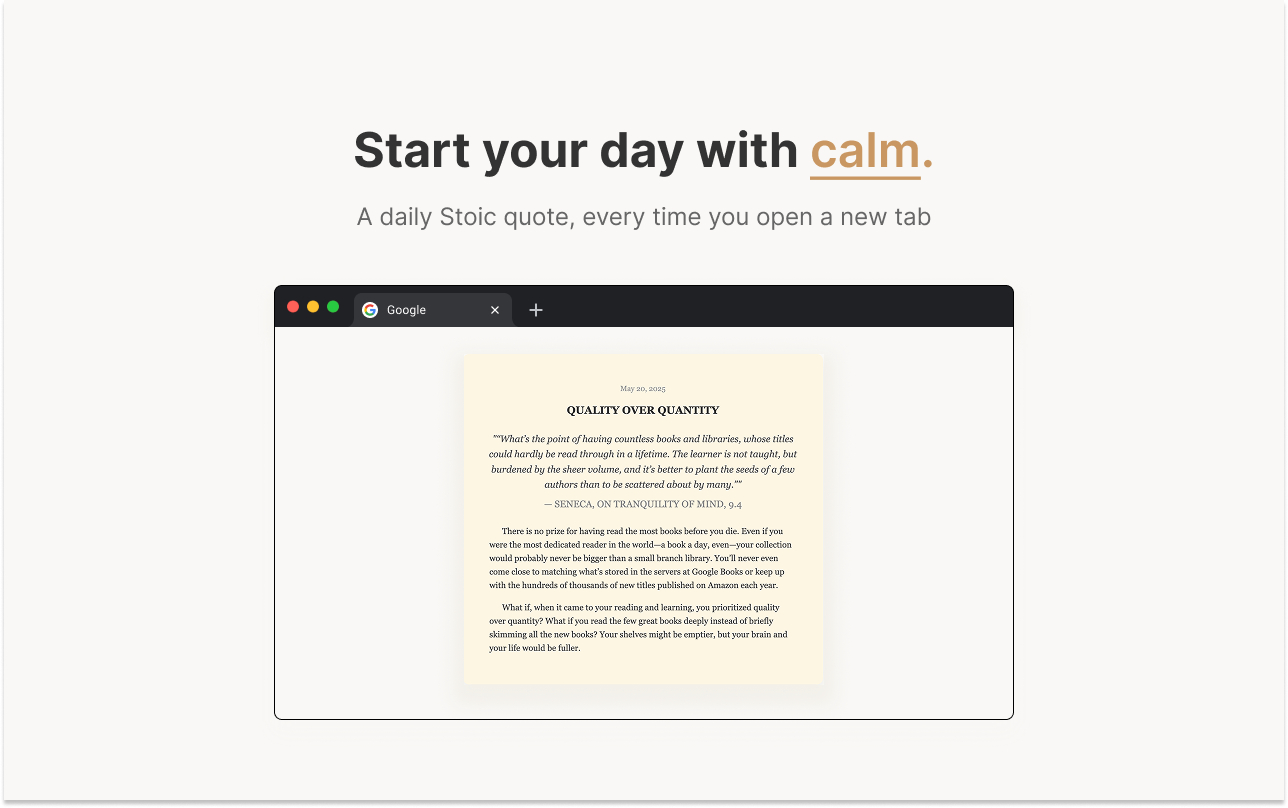 Start your day with calm.
A daily Stoic quote, every time you open a new tab
Google
May 20, 2025
QUALITY OVER QUANTITY
"“What’s the point of having countless books and libraries, whose titles
could hardly be read through in a lifetime. The learner is not taught, but
burdened by the sheer volume, and it’s better to plant the seeds of a few
authors than to be scattered about by many.”"
— SENECA, ON TRANQUILITY OF MIND, 9.4
There is no prize for having read the most books before you die. Even if you
were the most dedicated reader in the world—a book a day, even—your collection
would probably never be bigger than a small branch library. You’ll never even
come close to matching what’s stored in the servers at Google Books or keep up
with the hundreds of thousands of new titles published on Amazon each year.
What if, when it came to your reading and learning, you prioritized quality
over quantity? What if you read the few great books deeply instead of briefly
skimming all the new books? Your shelves might be emptier, but your brain and
your life would be fuller.